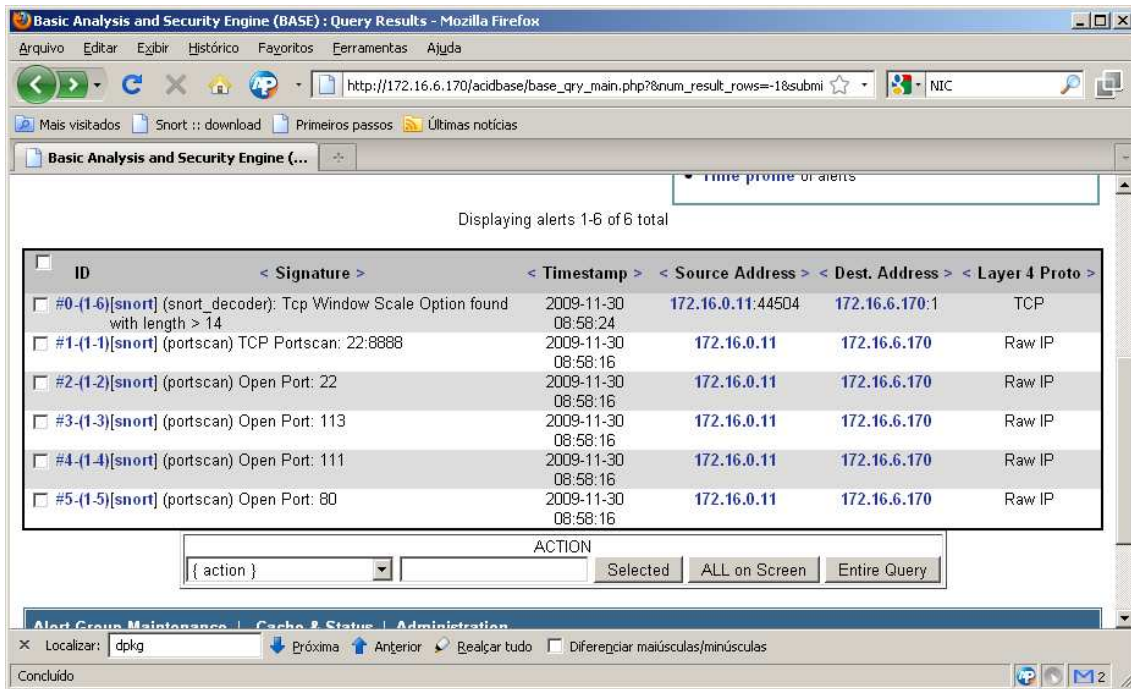 Basic Analysis and Security Engine (BASE) : Query Results - Mozilla Firefox
Arquivo Editar Exibir Histórico Favoritos Ferramentas Ajuda
http://172.16.6.170/acidbase/base_qry_main.php?&num_result_rows=-1&submi NIC
Mais visitados Snort :: download Primeiros passos Últimas notícias
Basic Analysis and Security Engine (...
Time profile of alerts
Displaying alerts 1-6 of 6 total
ID < Signature > < Timestamp > < Source Address > < Dest. Address > < Layer 4 Proto >
#0-(1-6) [snort] (snort_decoder): Tcp Window Scale Option found 2009-11-30 172.16.0.11:44504 172.16.6.170:1 TCP
with length > 14 08:58:24
#1-(1-1) [snort] (portscan) TCP Portscan: 22:8888 2009-11-30 172.16.0.11 172.16.6.170 Raw IP
08:58:16
#2-(1-2) [snort] (portscan) Open Port: 22 2009-11-30 172.16.0.11 172.16.6.170 Raw IP
08:58:16
#3-(1-3) [snort] (portscan) Open Port: 113 2009-11-30 172.16.0.11 172.16.6.170 Raw IP
08:58:16
#4-(1-4) [snort] (portscan) Open Port: 111 2009-11-30 172.16.0.11 172.16.6.170 Raw IP
08:58:16
#5-(1-5) [snort] (portscan) Open Port: 80 2009-11-30 172.16.0.11 172.16.6.170 Raw IP
08:58:16
ACTION
{ action } Selected ALL on Screen Entire Query
Alert Group Maintenance | Cache & Status | Administration
Localizar: dpkg Próxima Anterior Realçar tudo Diferenciar maiúsculas/minúsculas
Concluído 2